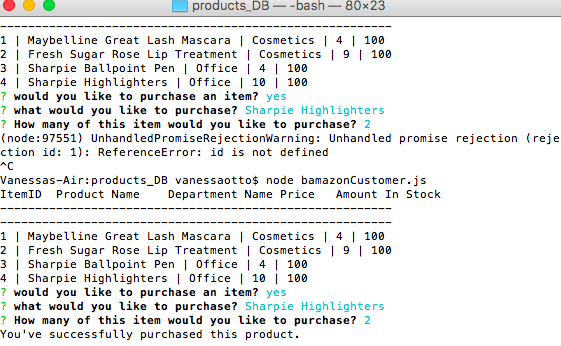 products_DB — -bash — 80×23
------------------------------------------------------------
1 | Maybelline Great Lash Mascara | Cosmetics | 4 | 100
2 | Fresh Sugar Rose Lip Treatment | Cosmetics | 9 | 100
3 | Sharpie Ballpoint Pen | Office | 4 | 100
4 | Sharpie Highlighters | Office | 10 | 100
? would you like to purchase an item? yes
? what would you like to purchase? Sharpie Highlighters
? How many of this item would you like to purchase? 2
(node:97551) UnhandledPromiseRejectionWarning: Unhandled promise rejection (reje
ction id: 1): ReferenceError: id is not defined
^C
Vanessas-Air:products_DB vanessaotto$ node bamazonCustomer.js
ItemID  Product Name    Department Name Price   Amount In Stock
------------------------------------------------------------
------------------------------------------------------------
1 | Maybelline Great Lash Mascara | Cosmetics | 4 | 100
2 | Fresh Sugar Rose Lip Treatment | Cosmetics | 9 | 100
3 | Sharpie Ballpoint Pen | Office | 4 | 100
4 | Sharpie Highlighters | Office | 10 | 100
? would you like to purchase an item? yes
? what would you like to purchase? Sharpie Highlighters
? How many of this item would you like to purchase? 2
You've successfully purchased this product.